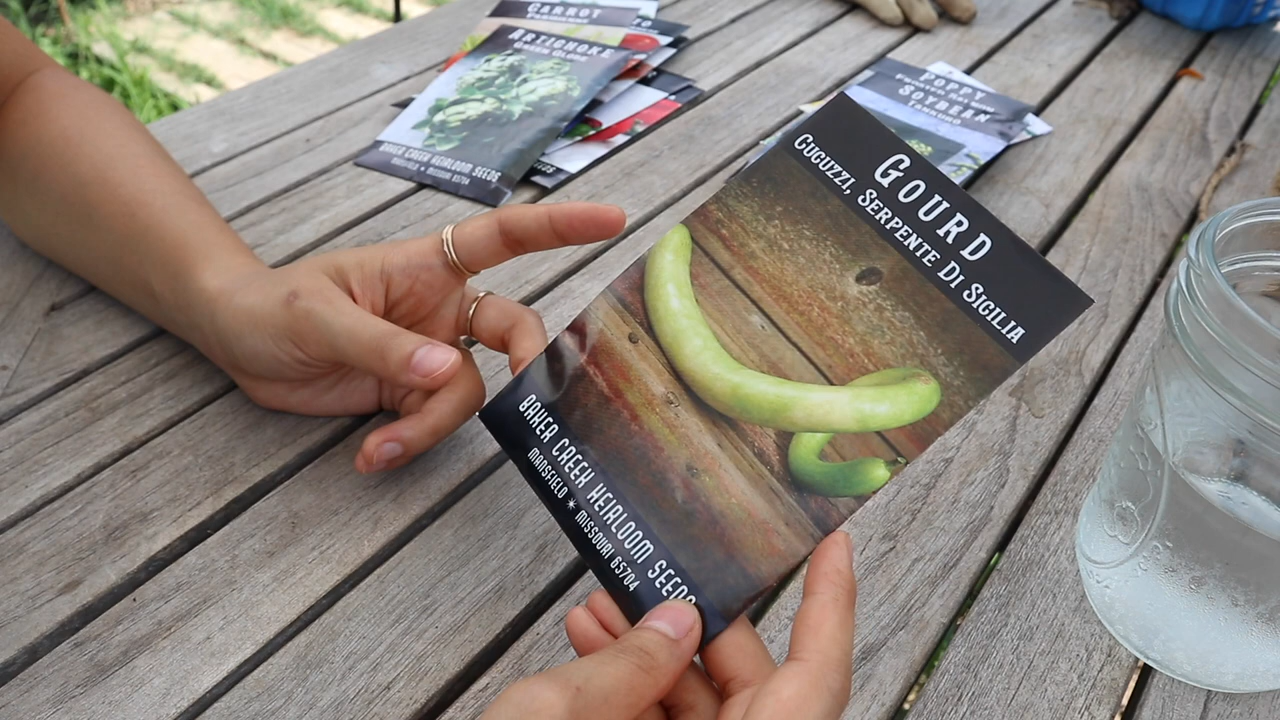 CARROT
ARTICHOKE
GREEN GLOBE
BAKER CREEK HEIRLOOM SEEDS
MANSFIELD * MISSOURI 65704
POPPY
SOYBEAN
GOURD
CUCUZZI, SERPENTE DI SICILIA
BAKER CREEK HEIRLOOM SEEDS
MANSFIELD * MISSOURI 65704